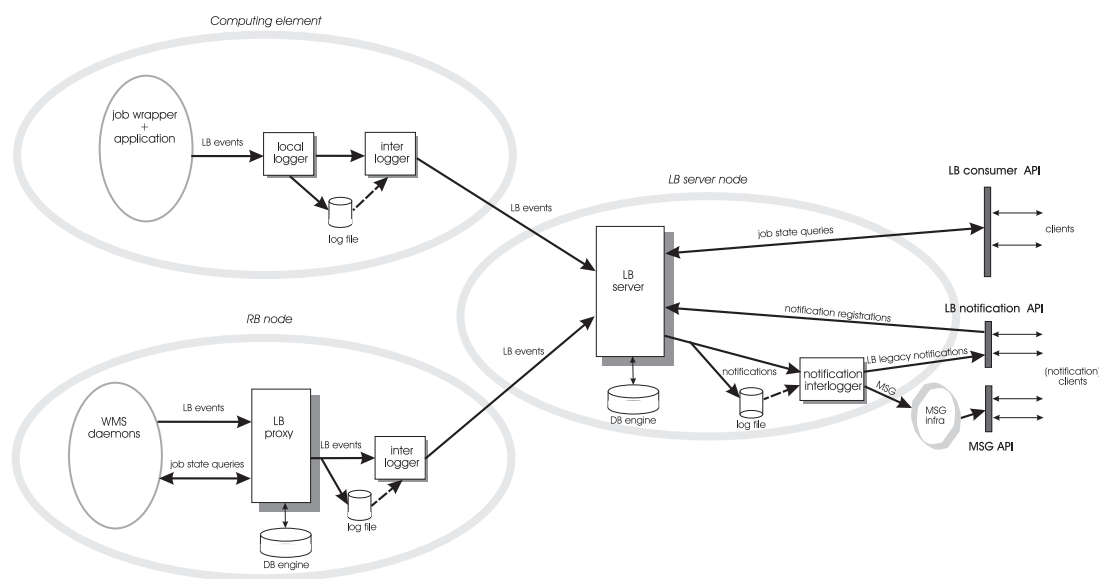 Computing element
job wrapper
+
application
LB events
local
logger
inter
logger
log file
LB events
LB server node
LB
server
DB engine
job state queries
LB consumer API
clients
notification registrations
LB notification API
notifications
log file
notification
interlogger
LB legacy notifications
(notification)
clients
MSG
MSG
infra
MSG API
RB node
WMS
daemons
LB events
job state queries
LB
proxy
DB engine
LB events
log file
inter
logger
LB events